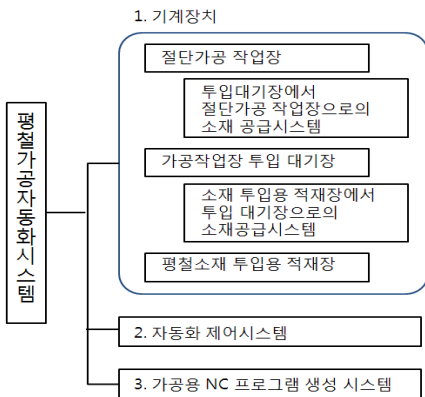 1. 기계장치
절단가공 작업장
투입대기장에서
절단가공 작업장으로의
소재 공급시스템
평철가공자동화시스템
가공작업장 투입 대기장
소재 투입용 적재장에서
투입 대기장으로의
소재공급시스템
평철소재 투입용 적재장
2. 자동화 제어시스템
3. 가공용 NC 프로그램 생성 시스템